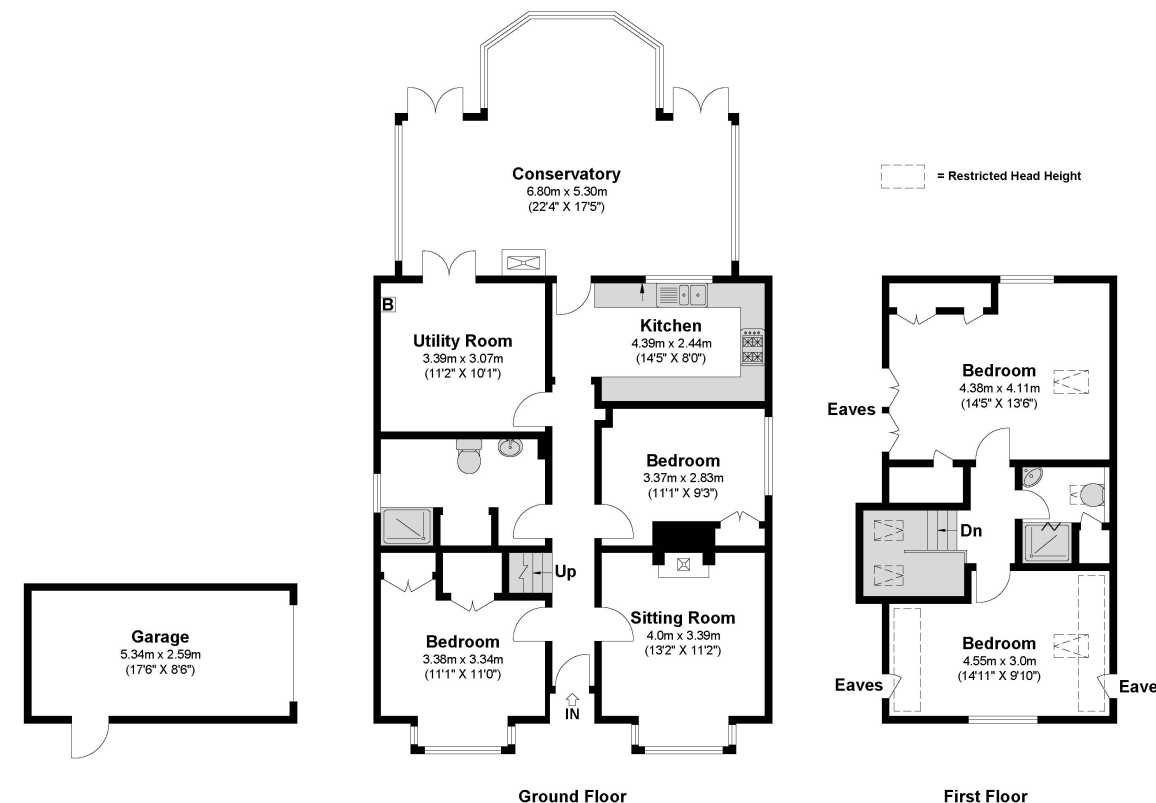 Conservatory
6.80m x 5.30m
(22'4" X 17'5")
= Restricted Head Height
B
Utility Room
3.39m x 3.07m
(11'2" X 10'1")
Kitchen
4.39m x 2.44m
(14'5" X 8'0")
Bedroom
3.37m x 2.83m
(11'1" X 9'3")
Up
Bedroom
3.38m x 3.34m
(11'1" X 11'0")
Sitting Room
4.0m x 3.39m
(13'2" X 11'2")
IN
Garage
5.34m x 2.59m
(17'6" X 8'6")
Bedroom
4.38m x 4.11m
(14'5" X 13'6")
Eaves
Dn
Bedroom
4.55m x 3.0m
(14'11" X 9'10")
Eaves
Eave
Ground Floor
First Floor